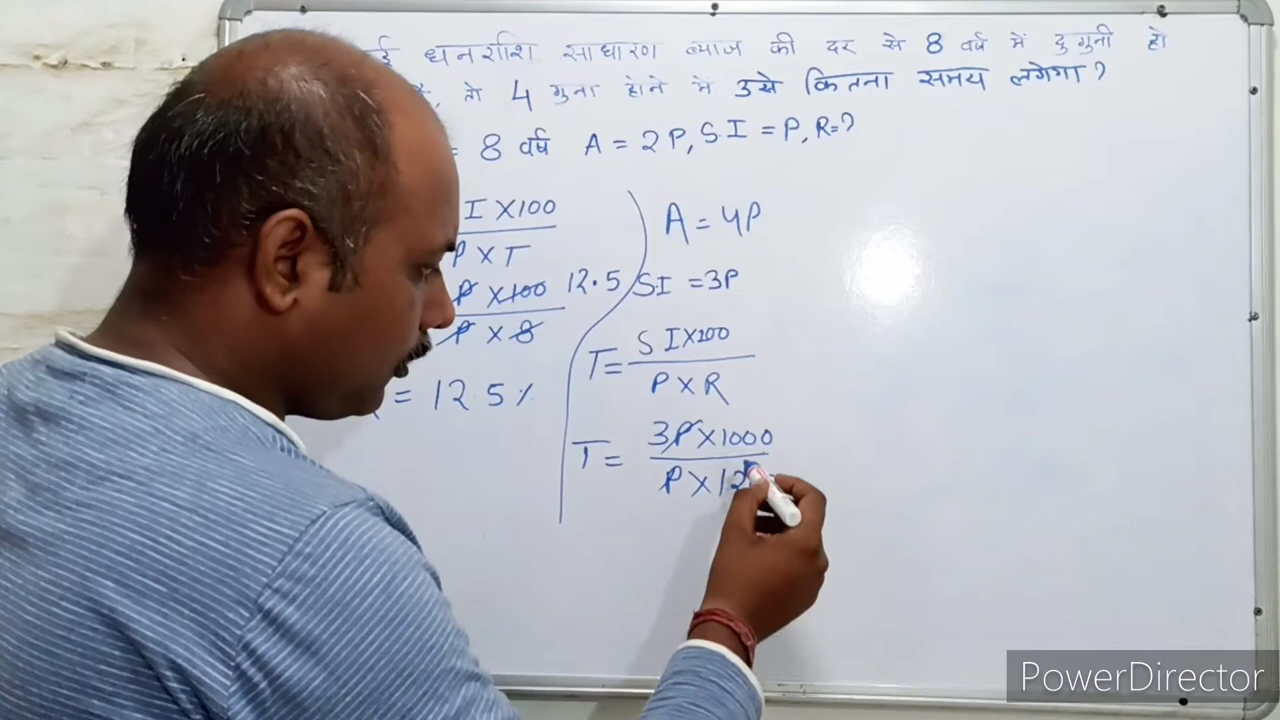 धनराशि साधारण ब्याज की दर से 8 वर्ष में दुगुनी हो
, तो 4 गुना होने मे उसे कितना समय लगेगा ?
= 8 वर्ष A = 2P, S.I = P, R=?
I X100
P X T
P X100 12.5
P X 8
= 12.5%
A = 4P
SI = 3P
T= S I X100
P X R
T= 3P X1000
P X 12
PowerDirector